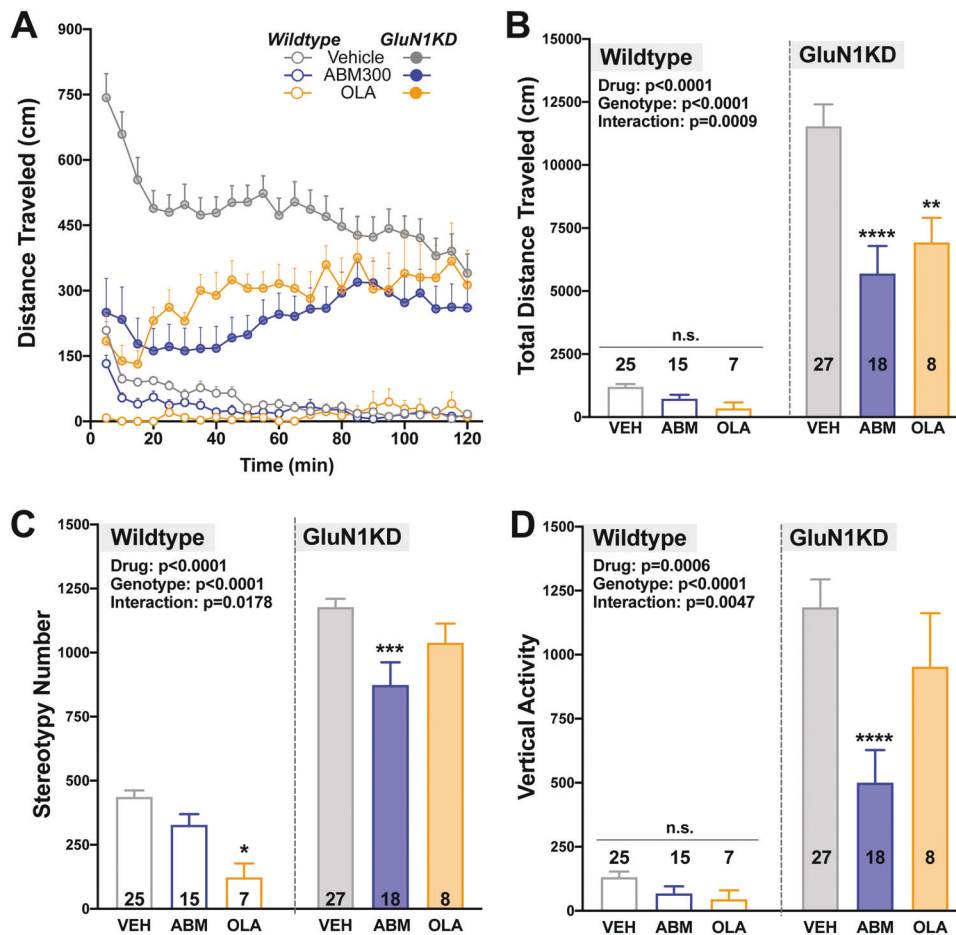 A
900
750
600
450
300
150
0
Distance Traveled (cm)
Wildtype GluN1KD
Vehicle
ABM300
OLA
0 20 40 60 80 100 120
Time (min)
B
15000
12500
10000
7500
5000
2500
0
Total Distance Traveled (cm)
Wildtype
GluN1KD
Drug: p<0.0001
Genotype: p<0.0001
Interaction: p=0.0009
n.s.
25 15 7
****
**
27 18 8
VEH ABM OLA VEH ABM OLA
C
1500
1250
1000
750
500
250
0
Stereotypy Number
Wildtype
GluN1KD
Drug: p<0.0001
Genotype: p<0.0001
Interaction: p=0.0178
***
*
25 15 7 27 18 8
VEH ABM OLA VEH ABM OLA
D
1500
1250
1000
750
500
250
0
Vertical Activity
Wildtype
GluN1KD
Drug: p=0.0006
Genotype: p<0.0001
Interaction: p=0.0047
****
n.s.
25 15 7 27 18 8
VEH ABM OLA VEH ABM OLA